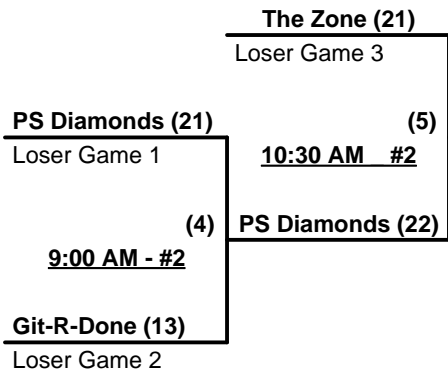 The Zone (21)
Loser Game 3
PS Diamonds (21)
(5)
Loser Game 1
10:30 AM _ #2
(4)
PS Diamonds (22)
9:00 AM - #2
Git-R-Done (13)
Loser Game 2